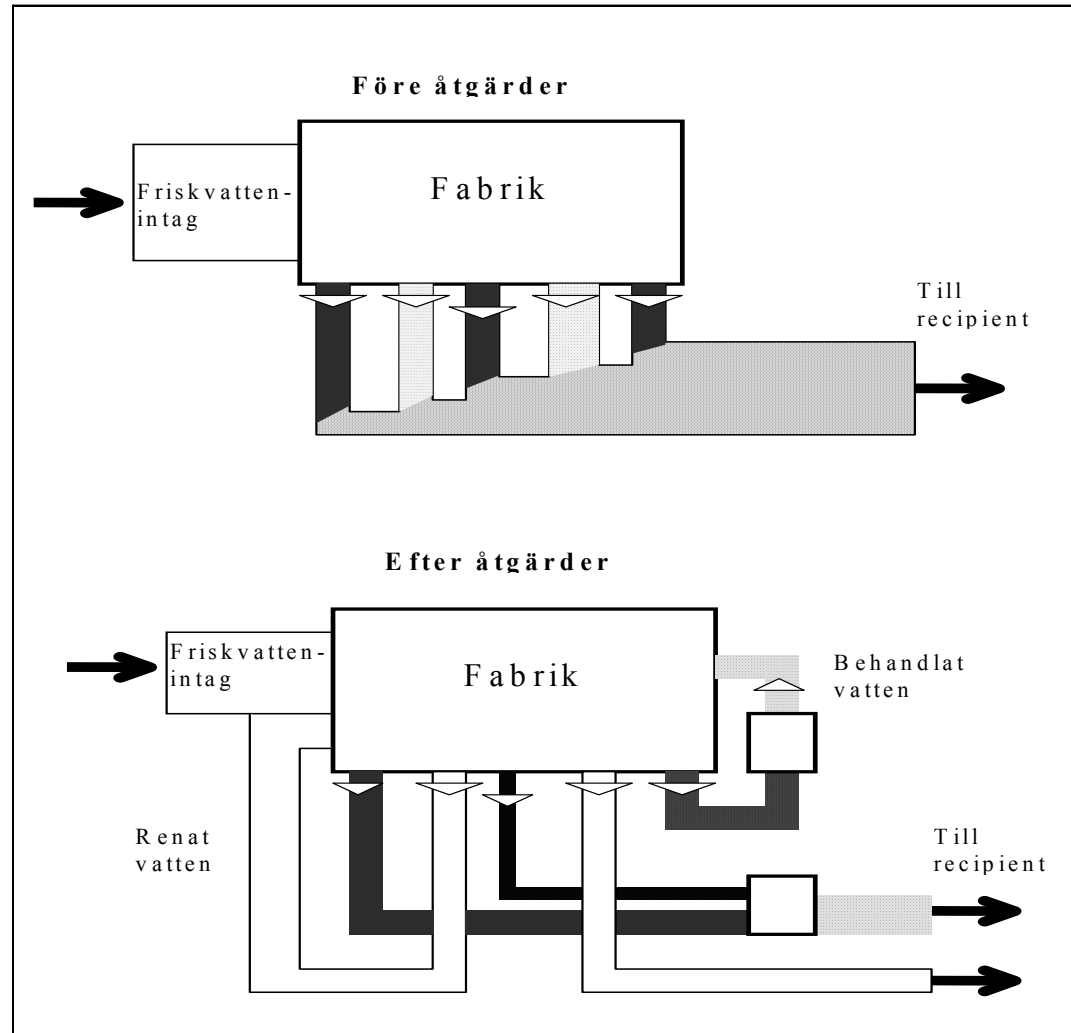 Före åtgärder
Friskvatten-
intag
Fabrik
Till
recipient
Efter åtgärder
Friskvatten-
intag
Fabrik
Behandlat
vatten
Renat
vatten
Till
recipient